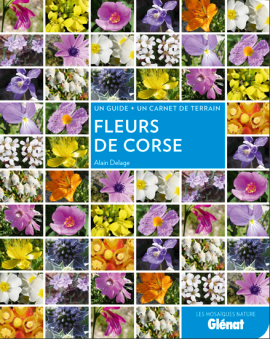 UN GUIDE + UN CARNET DE TERRAIN
FLEURS
DE CORSE
Alain Delage
LES MOSAÏQUES NATURE
Glénat